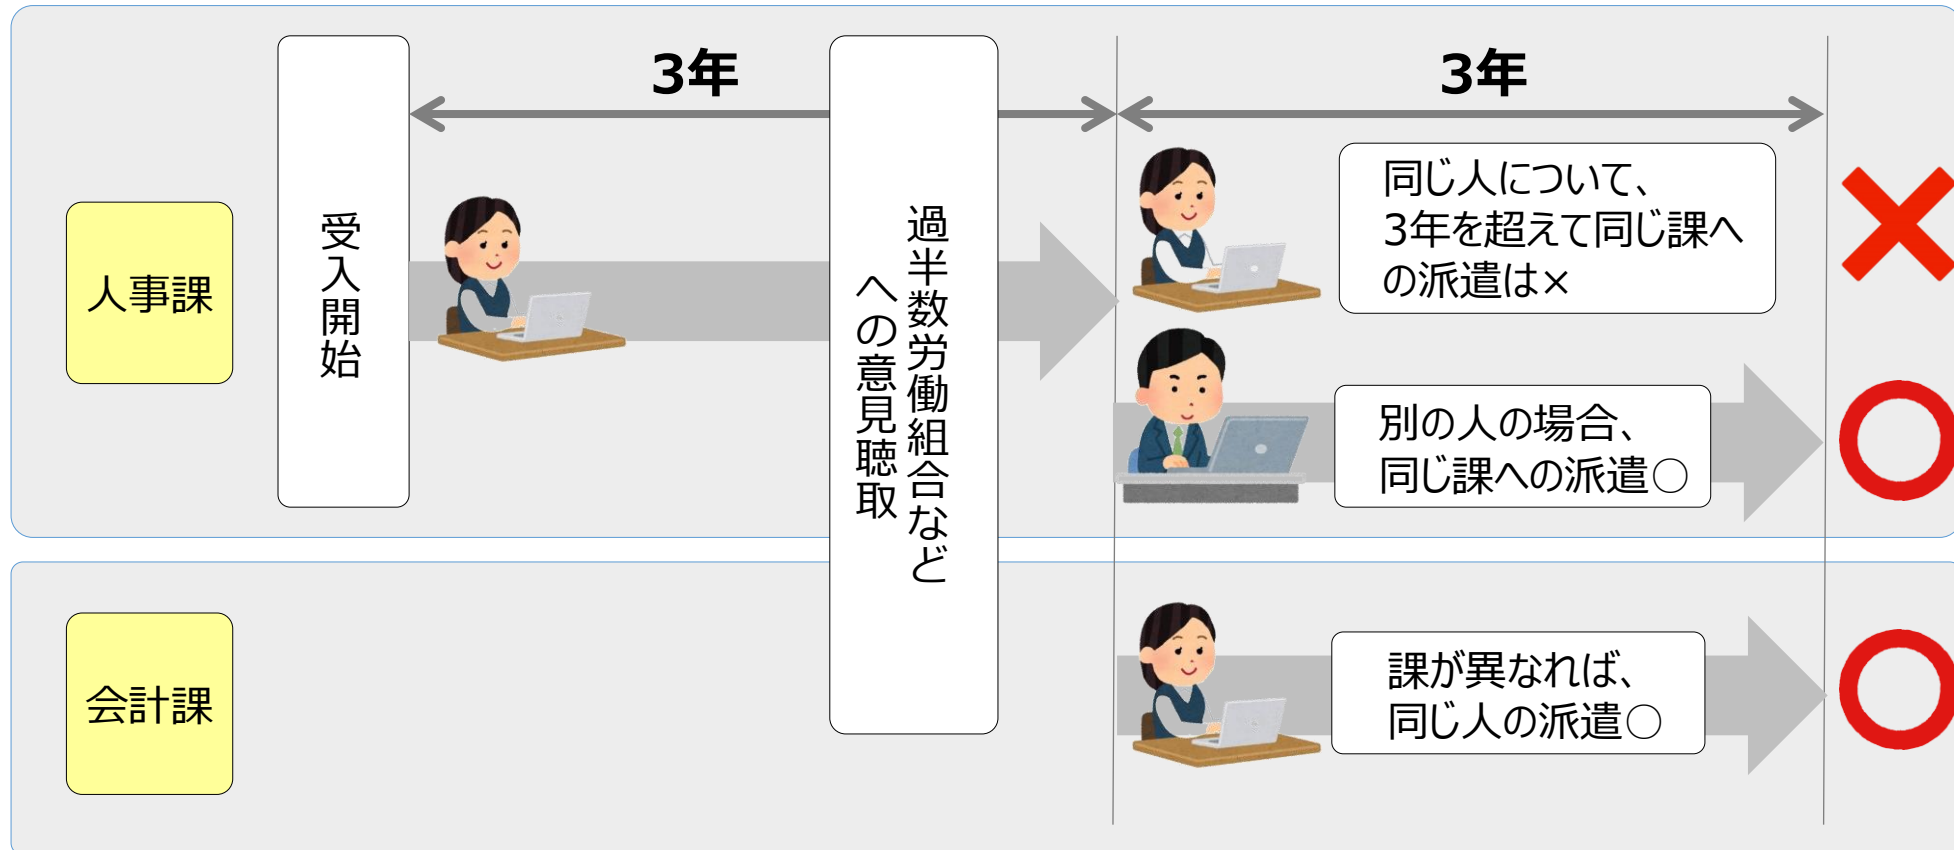 3年
3年
人事課
受入開始
過半数労働組合など
への意見聴取
同じ人について、
3年を超えて同じ課へ
の派遣は×
別の人の場合、
同じ課への派遣○
会計課
課が異なれば、
同じ人の派遣○